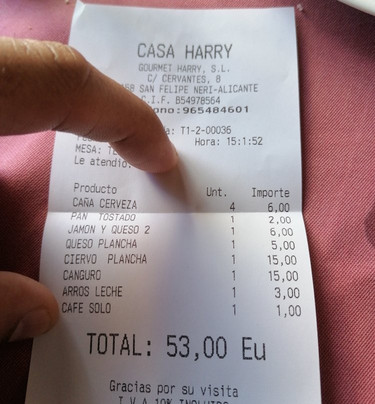 CASA HARRY
GOURMET HARRY, S.L.
C/ CERVANTES, 8
SAN FELIPE NERI-ALICANTE
C.I.F. B54978564
965484601
T1-2-00036
Hora: 15:1:52
MESA:
Le atendio:
Producto Unt. Importe
CAÑA CERVEZA 4 6,00
PAN TOSTADO 1 2,00
JAMON Y QUESO 2 1 6,00
QUESO PLANCHA 1 5,00
CIERVO PLANCHA 1 15,00
CANGURO 1 15,00
ARROS LECHE 1 3,00
CAFE SOLO 1 1,00
TOTAL: 53,00 Eu
Gracias por su visita
I.V.A 10% INCLUIDO